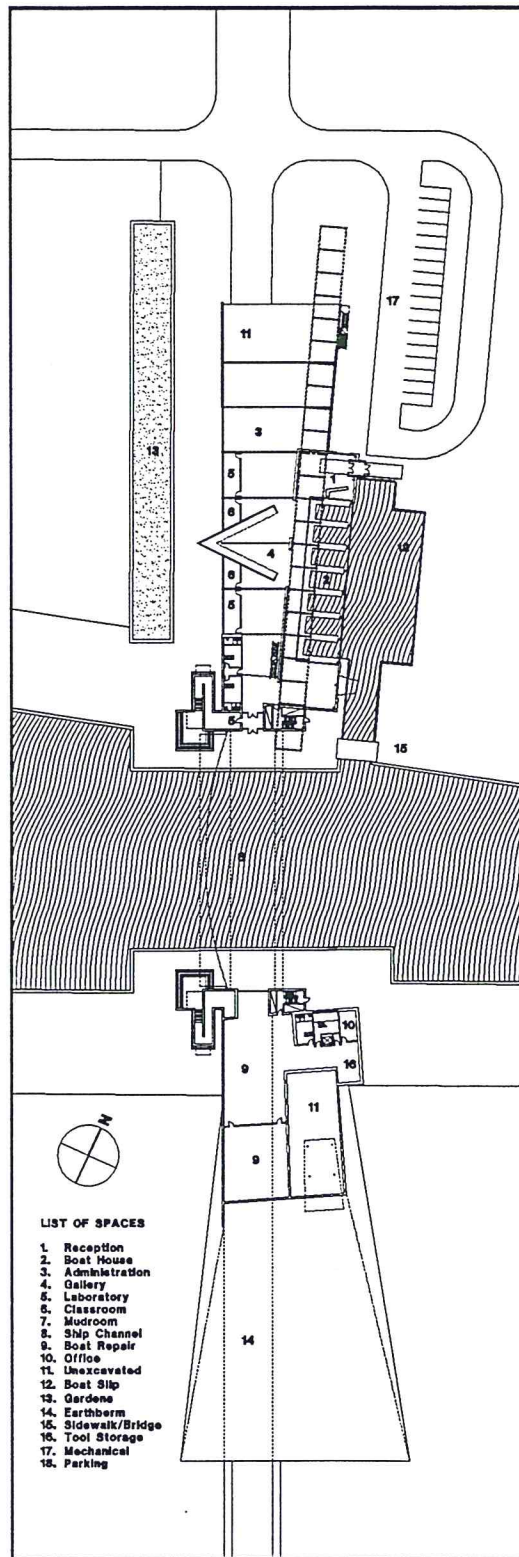 17
11
3
13
5
1
6
4
12
2
6
5
5
15
8
10
9
16
11
9
N
LIST OF SPACES
1. Reception
2. Boat House
3. Administration
4. Gallery
5. Laboratory
6. Classroom
7. Mudroom
8. Ship Channel
9. Boat Repair
10. Office
11. Unexcavated
12. Boat Slip
13. Gardens
14. Earthberm
15. Sidewalk/Bridge
16. Tool Storage
17. Mechanical
18. Parking
14